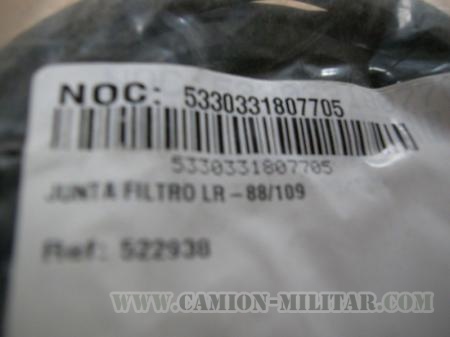 NOC: 5330331807705
5330331807705
JUNTA FILTRO LR - 88/109
Ref: 522938
WWW.CAMION-MILITAR.COM